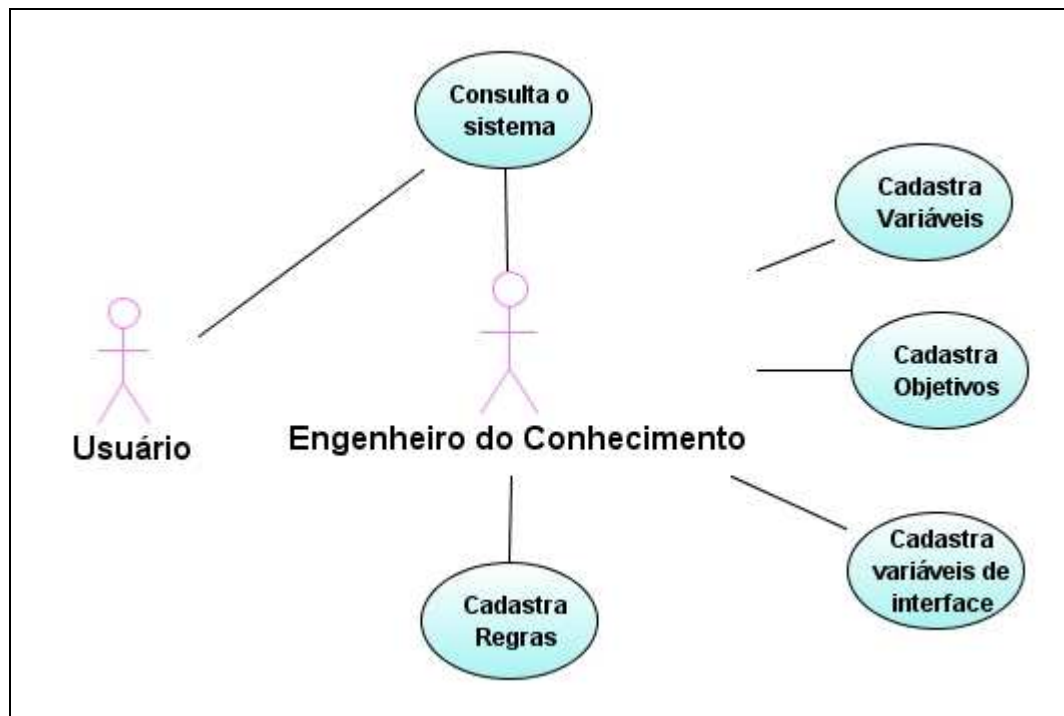 Consulta o
sistema
Cadastra
Variáveis
Cadastra
Objetivos
Usuário
Engenheiro do Conhecimento
Cadastra
variáveis de
interface
Cadastra
Regras